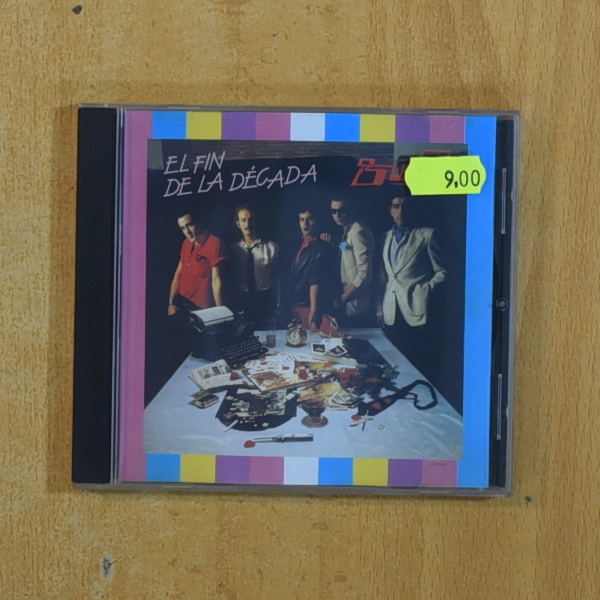 EL FIN
DE LA DÉCADA
9,00